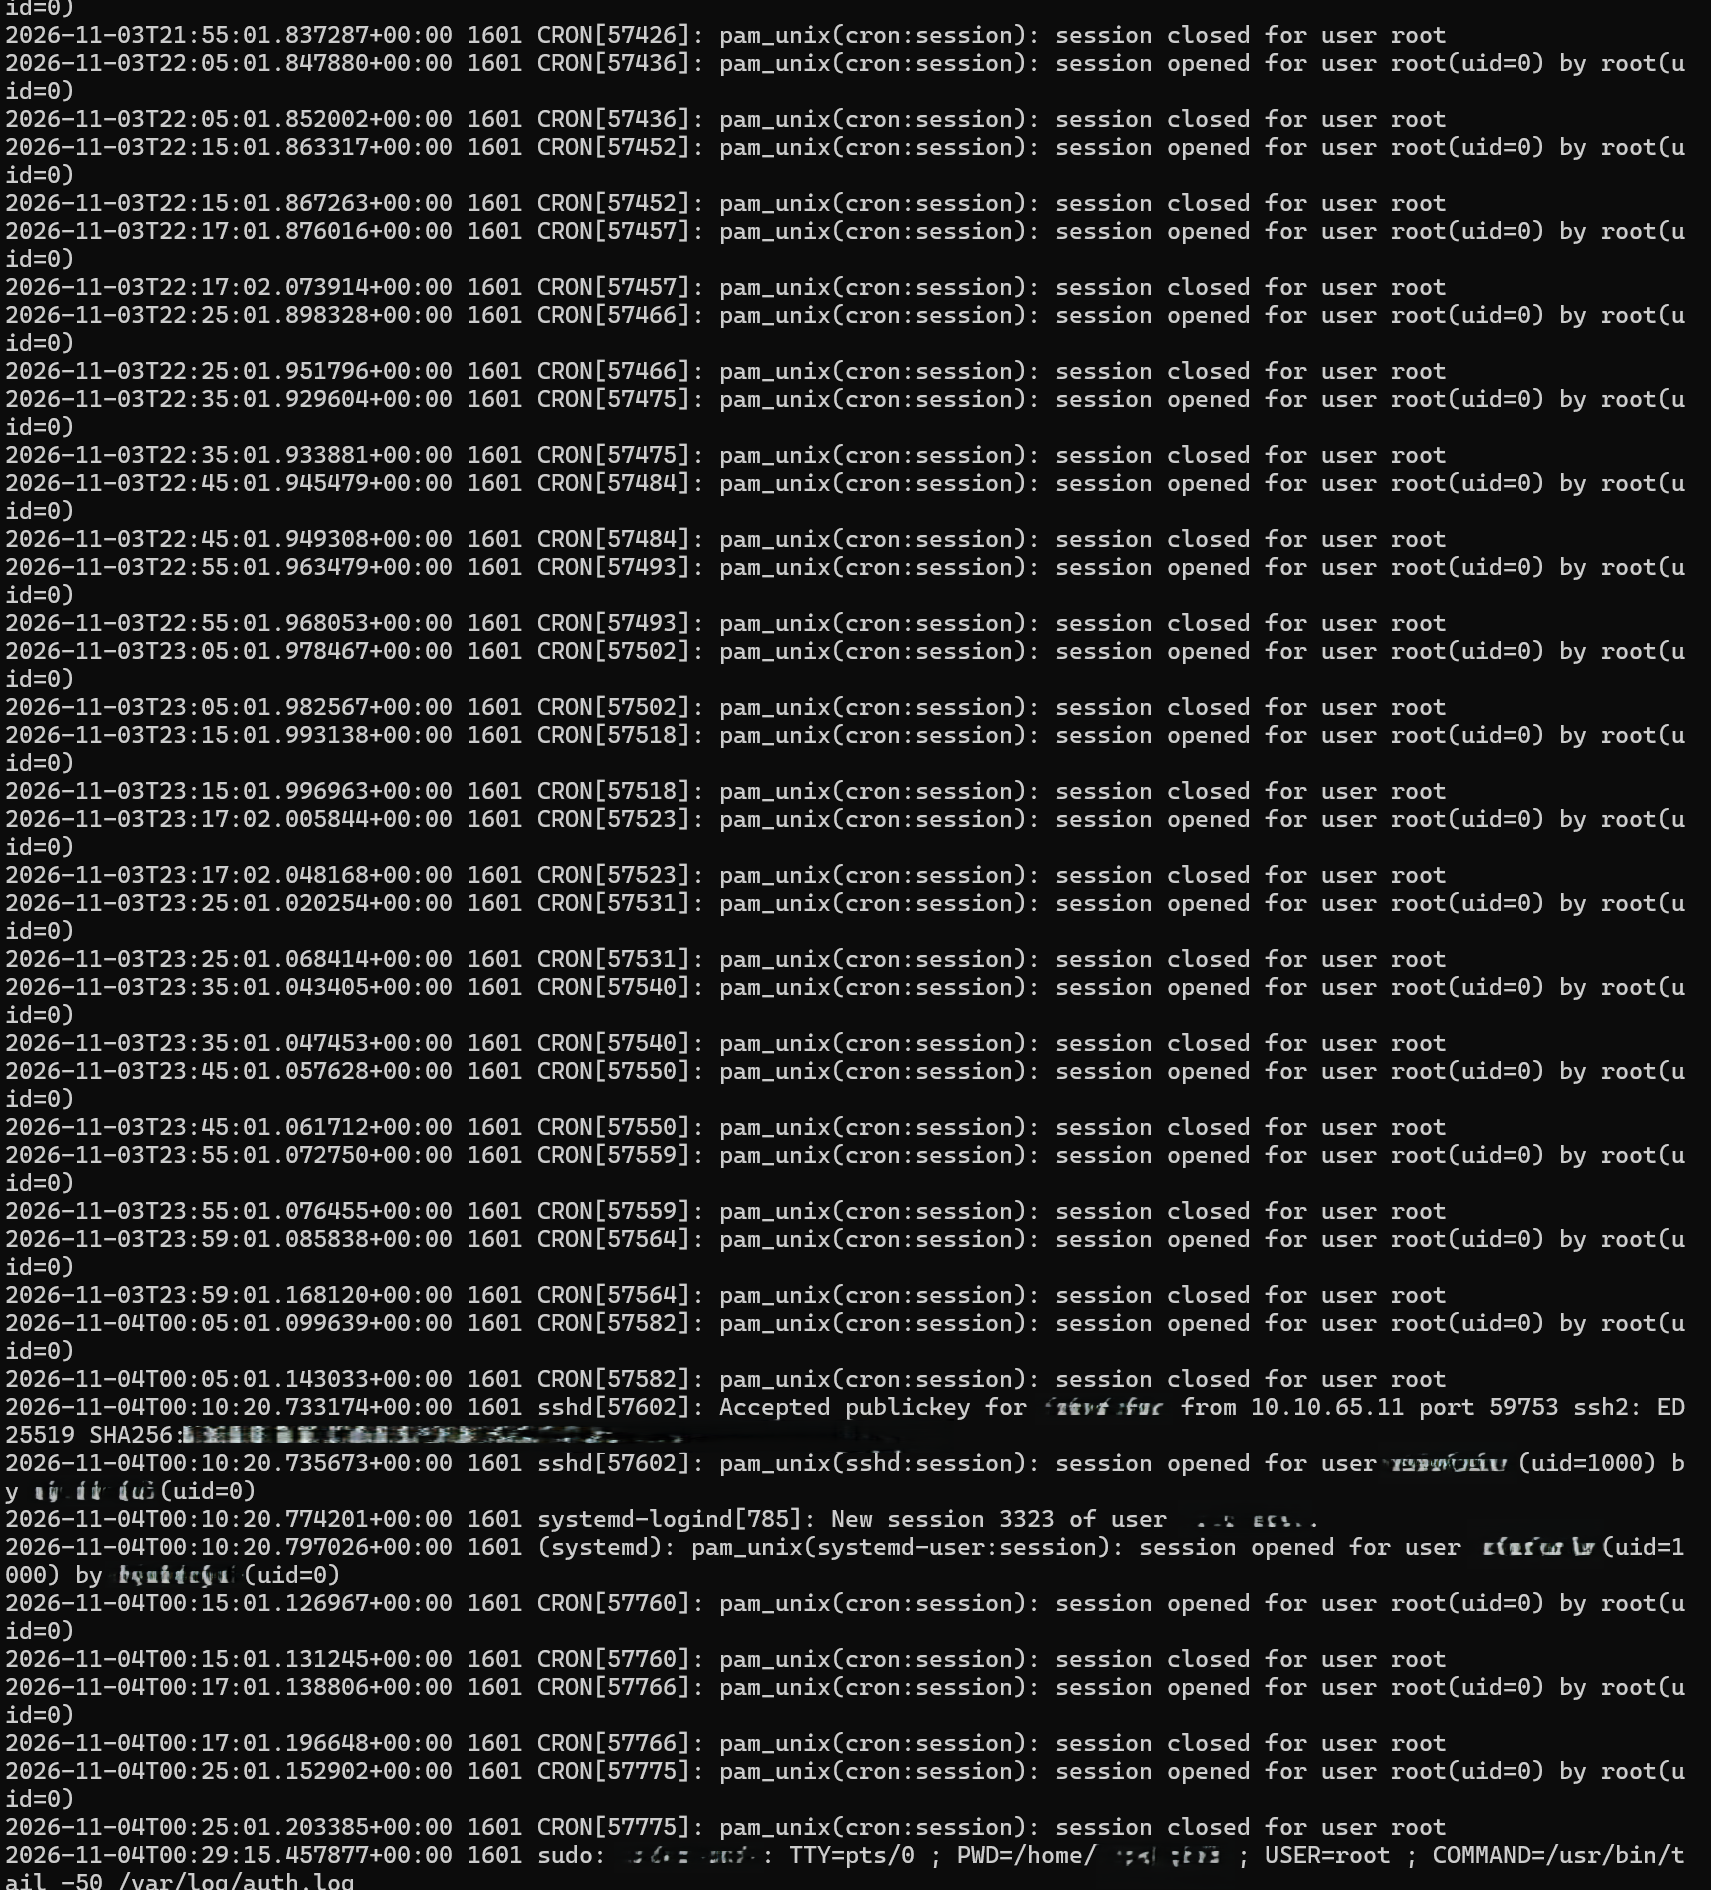 id=0)
2026-11-03T21:55:01.837287+00:00 1601 CRON[57426]: pam_unix(cron:session): session closed for user root
2026-11-03T22:05:01.847880+00:00 1601 CRON[57436]: pam_unix(cron:session): session opened for user root(uid=0) by root(u
id=0)
2026-11-03T22:05:01.852002+00:00 1601 CRON[57436]: pam_unix(cron:session): session closed for user root
2026-11-03T22:15:01.863317+00:00 1601 CRON[57452]: pam_unix(cron:session): session opened for user root(uid=0) by root(u
id=0)
2026-11-03T22:15:01.867263+00:00 1601 CRON[57452]: pam_unix(cron:session): session closed for user root
2026-11-03T22:17:01.876016+00:00 1601 CRON[57457]: pam_unix(cron:session): session opened for user root(uid=0) by root(u
id=0)
2026-11-03T22:17:02.073914+00:00 1601 CRON[57457]: pam_unix(cron:session): session closed for user root
2026-11-03T22:25:01.898328+00:00 1601 CRON[57466]: pam_unix(cron:session): session opened for user root(uid=0) by root(u
id=0)
2026-11-03T22:25:01.951796+00:00 1601 CRON[57466]: pam_unix(cron:session): session closed for user root
2026-11-03T22:35:01.929604+00:00 1601 CRON[57475]: pam_unix(cron:session): session opened for user root(uid=0) by root(u
id=0)
2026-11-03T22:35:01.933881+00:00 1601 CRON[57475]: pam_unix(cron:session): session closed for user root
2026-11-03T22:45:01.945479+00:00 1601 CRON[57484]: pam_unix(cron:session): session opened for user root(uid=0) by root(u
id=0)
2026-11-03T22:45:01.949308+00:00 1601 CRON[57484]: pam_unix(cron:session): session closed for user root
2026-11-03T22:55:01.963479+00:00 1601 CRON[57493]: pam_unix(cron:session): session opened for user root(uid=0) by root(u
id=0)
2026-11-03T22:55:01.968053+00:00 1601 CRON[57493]: pam_unix(cron:session): session closed for user root
2026-11-03T23:05:01.978467+00:00 1601 CRON[57502]: pam_unix(cron:session): session opened for user root(uid=0) by root(u
id=0)
2026-11-03T23:05:01.982567+00:00 1601 CRON[57502]: pam_unix(cron:session): session closed for user root
2026-11-03T23:15:01.993138+00:00 1601 CRON[57518]: pam_unix(cron:session): session opened for user root(uid=0) by root(u
id=0)
2026-11-03T23:15:01.996963+00:00 1601 CRON[57518]: pam_unix(cron:session): session closed for user root
2026-11-03T23:17:02.005844+00:00 1601 CRON[57523]: pam_unix(cron:session): session opened for user root(uid=0) by root(u
id=0)
2026-11-03T23:17:02.048168+00:00 1601 CRON[57523]: pam_unix(cron:session): session closed for user root
2026-11-03T23:25:01.020254+00:00 1601 CRON[57531]: pam_unix(cron:session): session opened for user root(uid=0) by root(u
id=0)
2026-11-03T23:25:01.068414+00:00 1601 CRON[57531]: pam_unix(cron:session): session closed for user root
2026-11-03T23:35:01.043405+00:00 1601 CRON[57540]: pam_unix(cron:session): session opened for user root(uid=0) by root(u
id=0)
2026-11-03T23:35:01.047453+00:00 1601 CRON[57540]: pam_unix(cron:session): session closed for user root
2026-11-03T23:45:01.057628+00:00 1601 CRON[57550]: pam_unix(cron:session): session opened for user root(uid=0) by root(u
id=0)
2026-11-03T23:45:01.061712+00:00 1601 CRON[57550]: pam_unix(cron:session): session closed for user root
2026-11-03T23:55:01.072750+00:00 1601 CRON[57559]: pam_unix(cron:session): session opened for user root(uid=0) by root(u
id=0)
2026-11-03T23:55:01.076455+00:00 1601 CRON[57559]: pam_unix(cron:session): session closed for user root
2026-11-03T23:59:01.085838+00:00 1601 CRON[57564]: pam_unix(cron:session): session opened for user root(uid=0) by root(u
id=0)
2026-11-03T23:59:01.168120+00:00 1601 CRON[57564]: pam_unix(cron:session): session closed for user root
2026-11-04T00:05:01.099639+00:00 1601 CRON[57582]: pam_unix(cron:session): session opened for user root(uid=0) by root(u
id=0)
2026-11-04T00:05:01.143033+00:00 1601 CRON[57582]: pam_unix(cron:session): session closed for user root
2026-11-04T00:10:20.733174+00:00 1601 sshd[57602]: Accepted publickey for from 10.10.65.11 port 59753 ssh2: ED
25519 SHA256:
2026-11-04T00:10:20.735673+00:00 1601 sshd[57602]: pam_unix(sshd:session): session opened for user (uid=1000) b
y (uid=0)
2026-11-04T00:10:20.774201+00:00 1601 systemd-logind[785]: New session 3323 of user .
2026-11-04T00:10:20.797026+00:00 1601 (systemd): pam_unix(systemd-user:session): session opened for user (uid=1
000) by (uid=0)
2026-11-04T00:15:01.126967+00:00 1601 CRON[57760]: pam_unix(cron:session): session opened for user root(uid=0) by root(u
id=0)
2026-11-04T00:15:01.131245+00:00 1601 CRON[57760]: pam_unix(cron:session): session closed for user root
2026-11-04T00:17:01.138806+00:00 1601 CRON[57766]: pam_unix(cron:session): session opened for user root(uid=0) by root(u
id=0)
2026-11-04T00:17:01.196648+00:00 1601 CRON[57766]: pam_unix(cron:session): session closed for user root
2026-11-04T00:25:01.152902+00:00 1601 CRON[57775]: pam_unix(cron:session): session opened for user root(uid=0) by root(u
id=0)
2026-11-04T00:25:01.203385+00:00 1601 CRON[57775]: pam_unix(cron:session): session closed for user root
2026-11-04T00:29:15.457877+00:00 1601 sudo: : TTY=pts/0 ; PWD=/home/ ; USER=root ; COMMAND=/usr/bin/t
ail -50 /var/log/auth.log